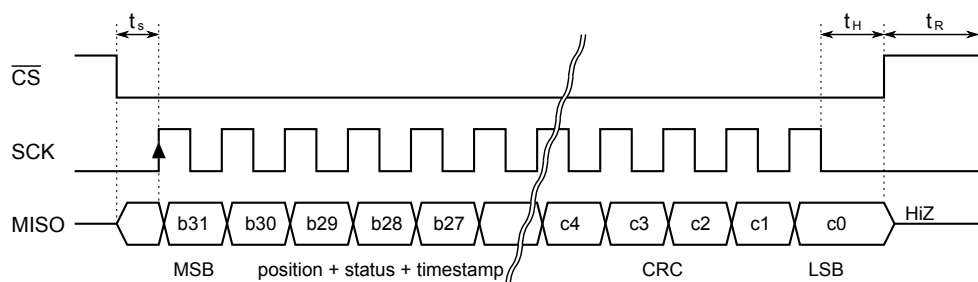 tS tH tR
CS
SCK
MISO b31 b30 b29 b28 b27 c4 c3 c2 c1 c0 HiZ
MSB position + status + timestamp CRC LSB